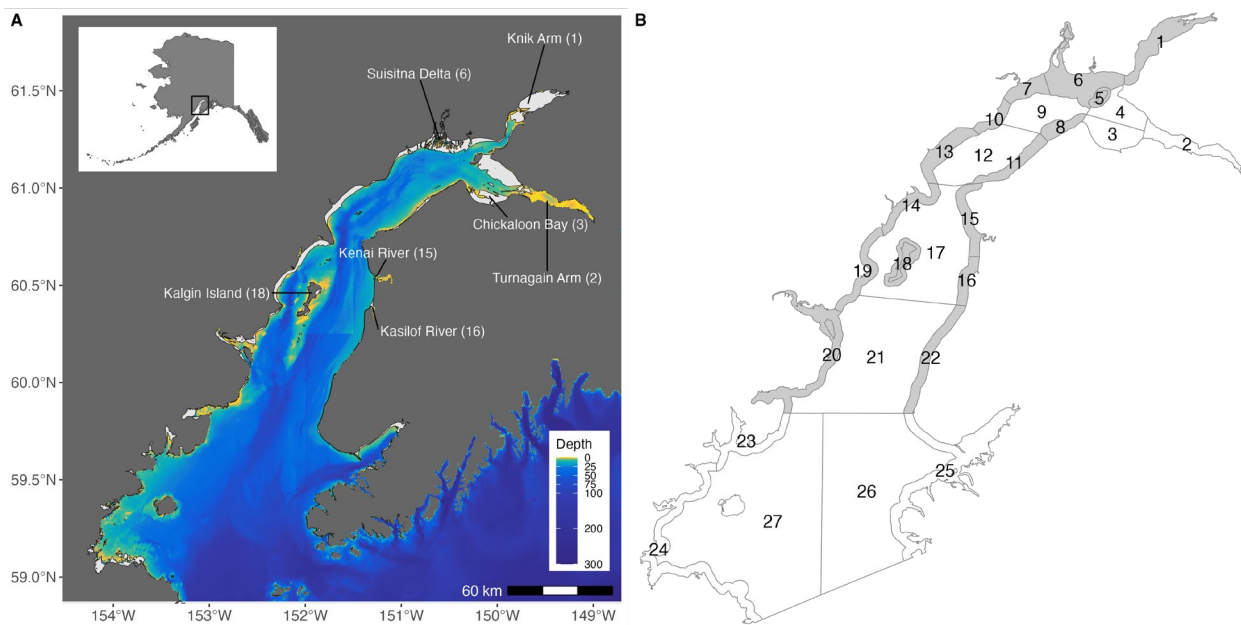 A
Knik Arm (1)
Suisitna Delta (6)
61.5°N
61.0°N
60.5°N
60.0°N
59.5°N
59.0°N
Chickaloon Bay (3)
Kenai River (15)
Turnagain Arm (2)
Kalgin Island (18)
Kasilof River (16)
Depth
0
25
50
75
100
200
300
60 km
154°W
153°W
152°W
151°W
150°W
149°W
B
1
6
7
5
9
4
10
8
3
2
13
12
11
14
15
17
18
19
16
20
21
22
23
25
26
27
24